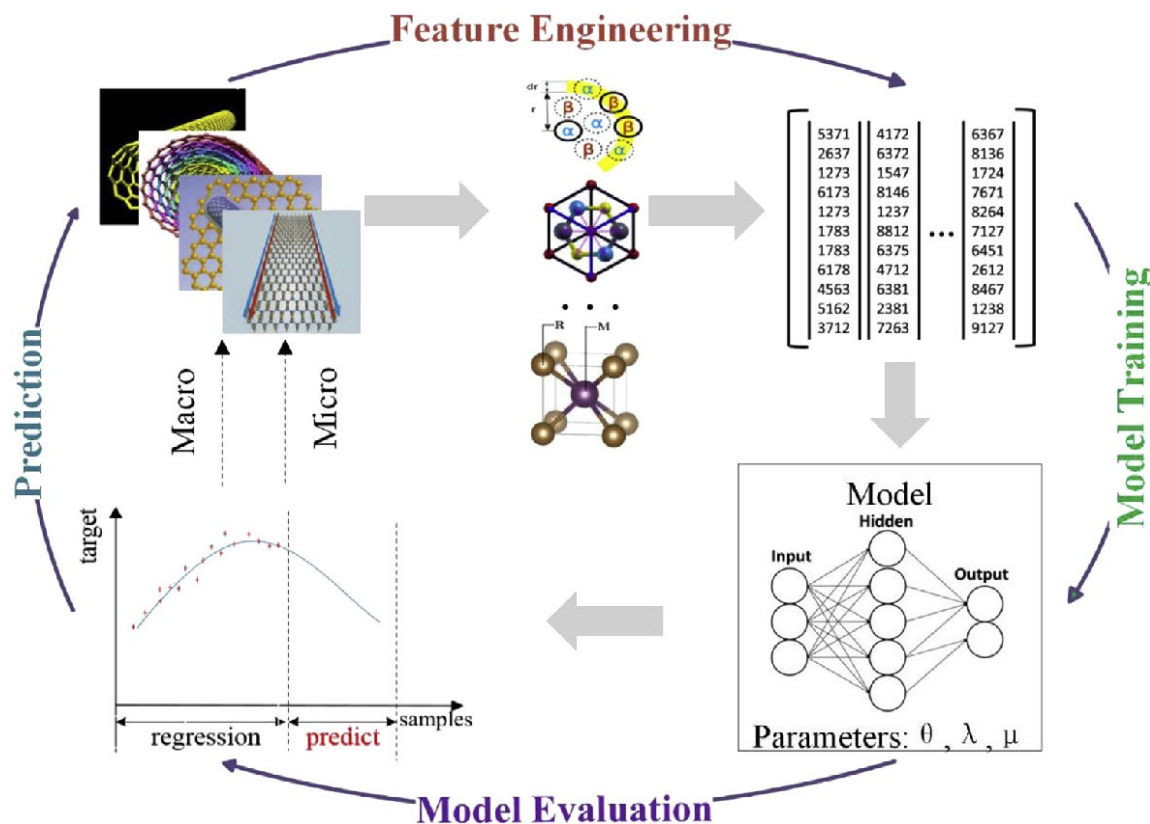 Feature Engineering
dr
r
α
β
β
α
α
β
β
α
R
M
...
5371 4172 6367
2637 6372 8136
1273 1547 1724
6173 8146 7671
1273 1237 8264
1783 8812 ... 7127
1783 6375 6451
6178 4712 2612
4563 6381 8467
5162 2381 1238
3712 7263 9127
Model Training
Model
Hidden
Input
Output
Parameters: θ , λ , μ
Model Evaluation
target
samples
regression
predict
Prediction
Macro
Micro